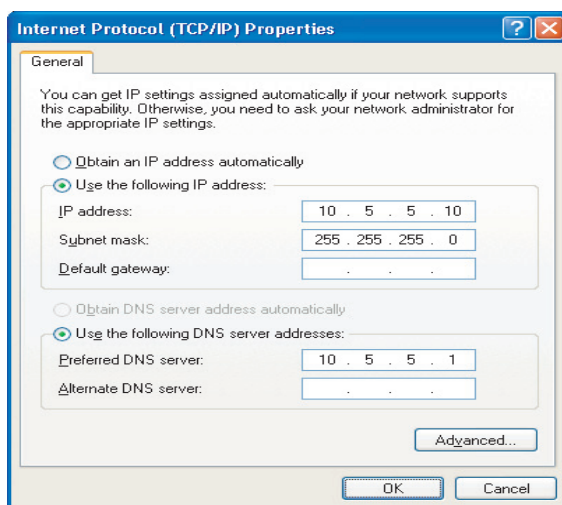 Internet Protocol (TCP/IP) Properties
General
You can get IP settings assigned automatically if your network supports
this capability. Otherwise, you need to ask your network administrator for
the appropriate IP settings.
Obtain an IP address automatically
Use the following IP address:
IP address: 10 . 5 . 5 . 10
Subnet mask: 255 . 255 . 255 . 0
Default gateway: . . .
Obtain DNS server address automatically
Use the following DNS server addresses:
Preferred DNS server: 10 . 5 . 5 . 1
Alternate DNS server: . . .
Advanced...
OK Cancel